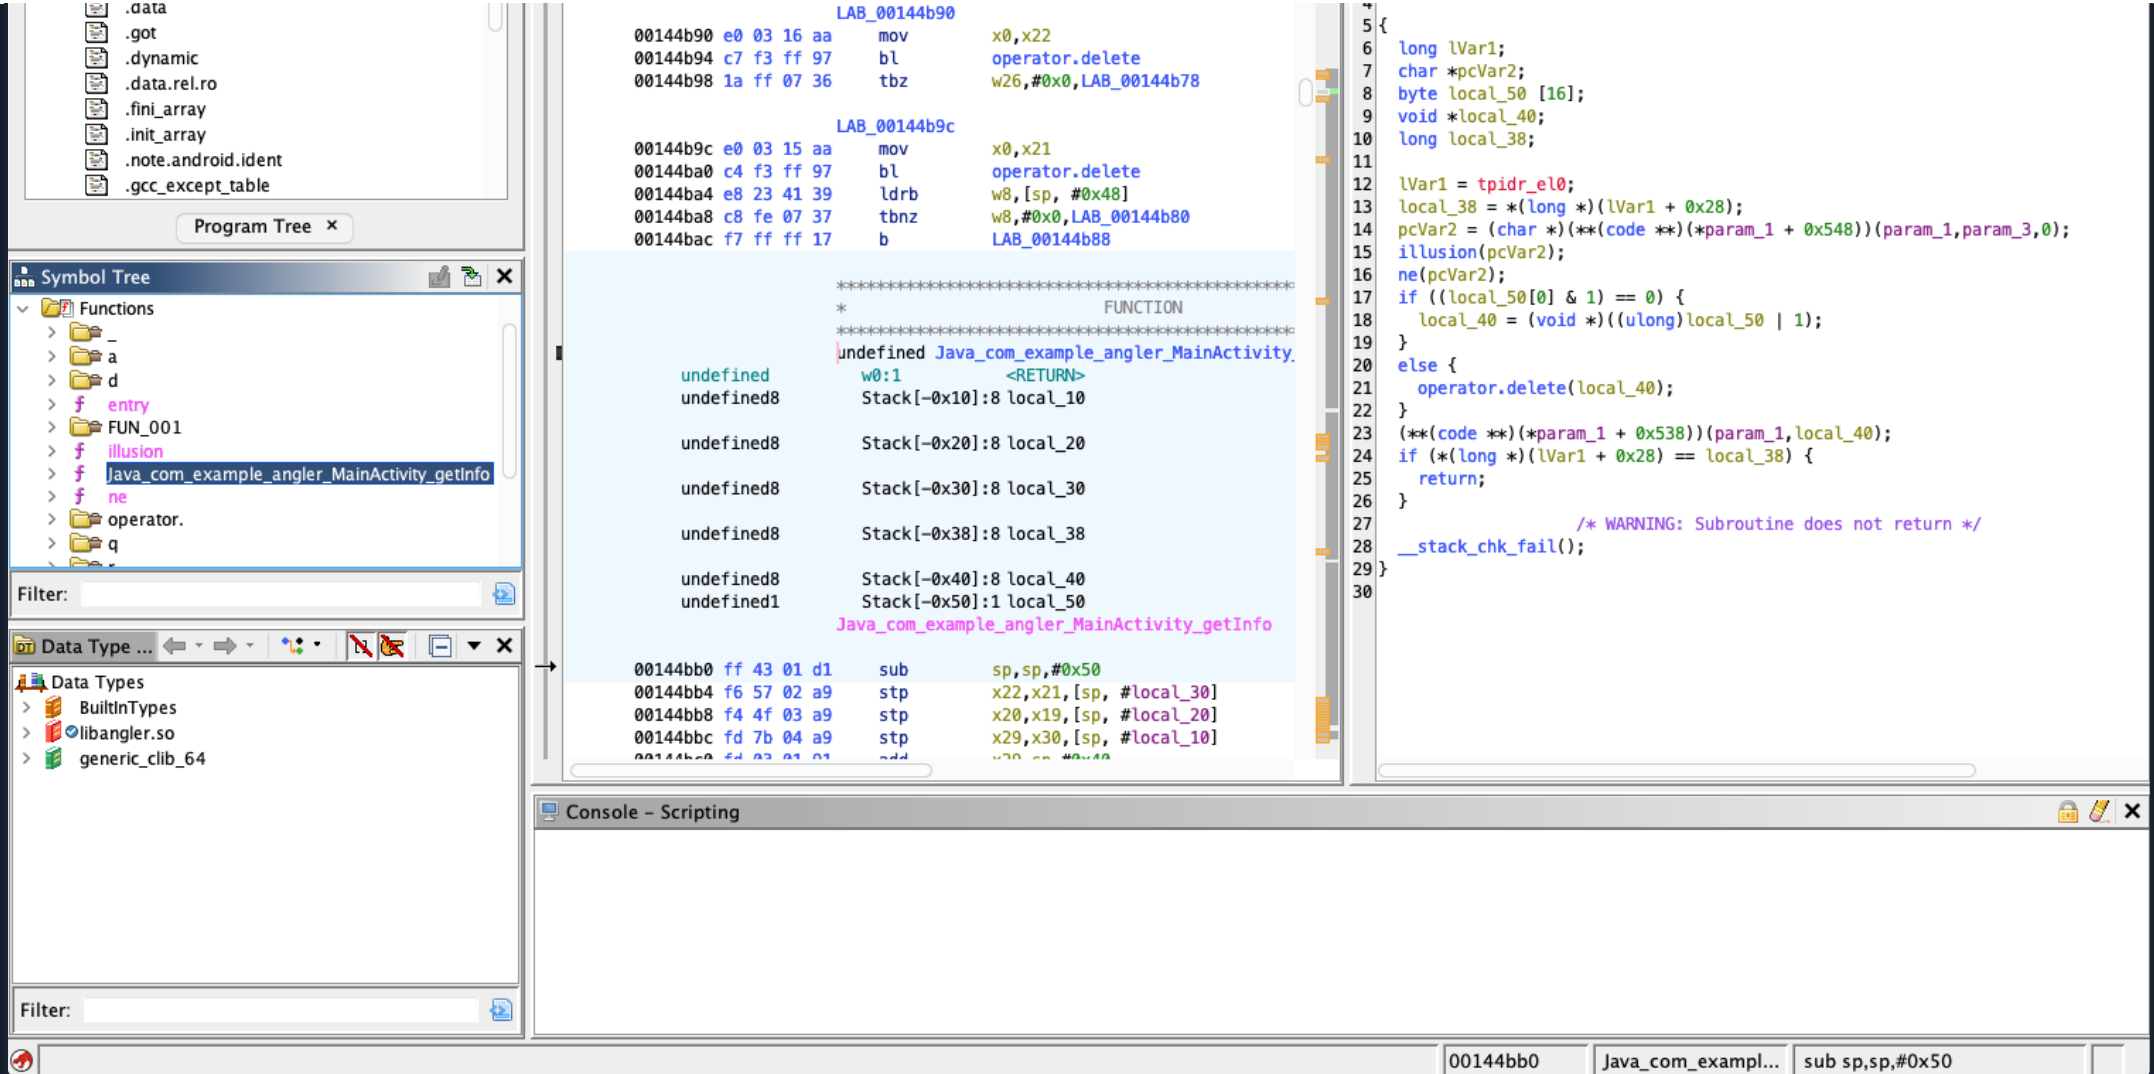 .data
.got
.dynamic
.data.rel.ro
.fini_array
.init_array
.note.android.ident
.gcc_except_table
Program Tree ×
Symbol Tree
Functions
_
a
d
f entry
FUN_001
f illusion
f Java_com_example_angler_MainActivity_getInfo
f ne
operator.
q
Filter:
Data Type ...
Data Types
BuiltInTypes
libangler.so
generic_clib_64
Filter:
LAB_00144b90
00144b90 e0 03 16 aa mov x0,x22
00144b94 c7 f3 ff 97 bl operator.delete
00144b98 1a ff 07 36 tbz w26,#0x0,LAB_00144b78
LAB_00144b9c
00144b9c e0 03 15 aa mov x0,x21
00144ba0 c4 f3 ff 97 bl operator.delete
00144ba4 e8 23 41 39 ldrb w8,[sp, #0x48]
00144ba8 c8 fe 07 37 tbnz w8,#0x0,LAB_00144b80
00144bac f7 ff ff 17 b LAB_00144b88
* FUNCTION
undefined Java_com_example_angler_MainActivity_
undefined w0:1 <RETURN>
undefined8 Stack[-0x10]:8 local_10
undefined8 Stack[-0x20]:8 local_20
undefined8 Stack[-0x30]:8 local_30
undefined8 Stack[-0x38]:8 local_38
undefined8 Stack[-0x40]:8 local_40
undefined1 Stack[-0x50]:1 local_50
Java_com_example_angler_MainActivity_getInfo
00144bb0 ff 43 01 d1 sub sp,sp,#0x50
00144bb4 f6 57 02 a9 stp x22,x21,[sp, #local_30]
00144bb8 f4 4f 03 a9 stp x20,x19,[sp, #local_20]
00144bbc fd 7b 04 a9 stp x29,x30,[sp, #local_10]
00144bc0 fd 03 01 91 add x29,sp,#0x40
5 {
6 long lVar1;
7 char *pcVar2;
8 byte local_50 [16];
9 void *local_40;
10 long local_38;
11
12 lVar1 = tpidr_el0;
13 local_38 = *(long *)(lVar1 + 0x28);
14 pcVar2 = (char *)(**(code **)(*param_1 + 0x548))(param_1,param_3,0);
15 illusion(pcVar2);
16 ne(pcVar2);
17 if ((local_50[0] & 1) == 0) {
18 local_40 = (void *)((ulong)local_50 | 1);
19 }
20 else {
21 operator.delete(local_40);
22 }
23 (**(code **)(*param_1 + 0x538))(param_1,local_40);
24 if (*(long *)(lVar1 + 0x28) == local_38) {
25 return;
26 }
27 /* WARNING: Subroutine does not return */
28 __stack_chk_fail();
29 }
30
Console - Scripting
00144bb0
Java_com_exampl...
sub sp,sp,#0x50